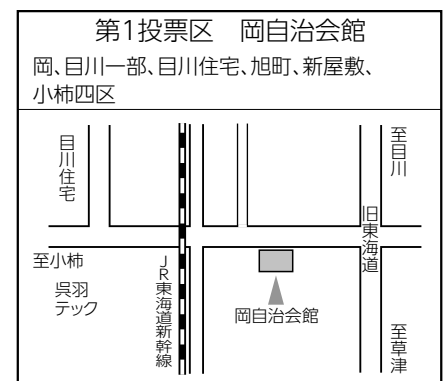 第1投票区　岡自治会館
岡、目川一部、目川住宅、旭町、新屋敷、
小柿四区
目川住宅
至目川
旧東海道
至小柿
呉羽
テック
JR東海道新幹線
岡自治会館
至草津